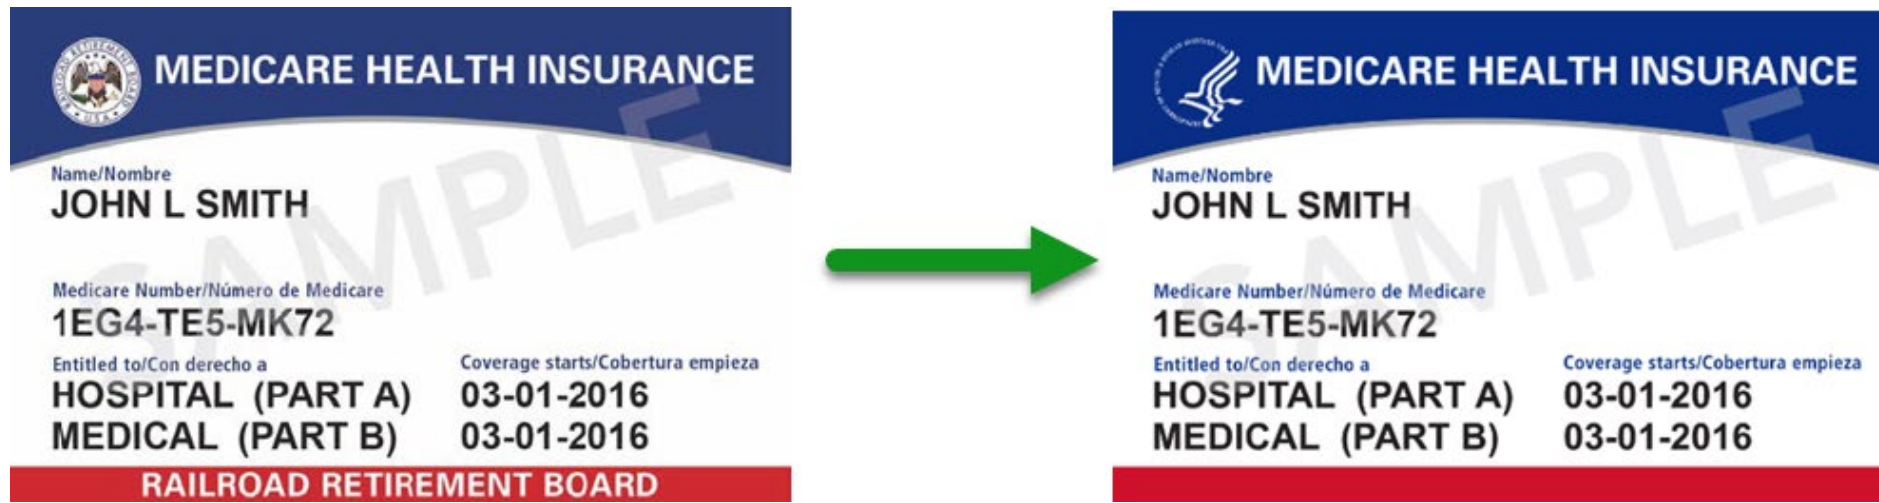 MEDICARE HEALTH INSURANCE
Name/Nombre
JOHN L SMITH
Medicare Number/Número de Medicare
1EG4-TE5-MK72
Entitled to/Con derecho a Coverage starts/Cobertura empieza
HOSPITAL (PART A) 03-01-2016
MEDICAL (PART B) 03-01-2016
RAILROAD RETIREMENT BOARD
SAMPLE
RAILROAD RETIREMENT BOARD
U.S.A.
MEDICARE HEALTH INSURANCE
Name/Nombre
JOHN L SMITH
Medicare Number/Número de Medicare
1EG4-TE5-MK72
Entitled to/Con derecho a Coverage starts/Cobertura empieza
HOSPITAL (PART A) 03-01-2016
MEDICAL (PART B) 03-01-2016
SAMPLE